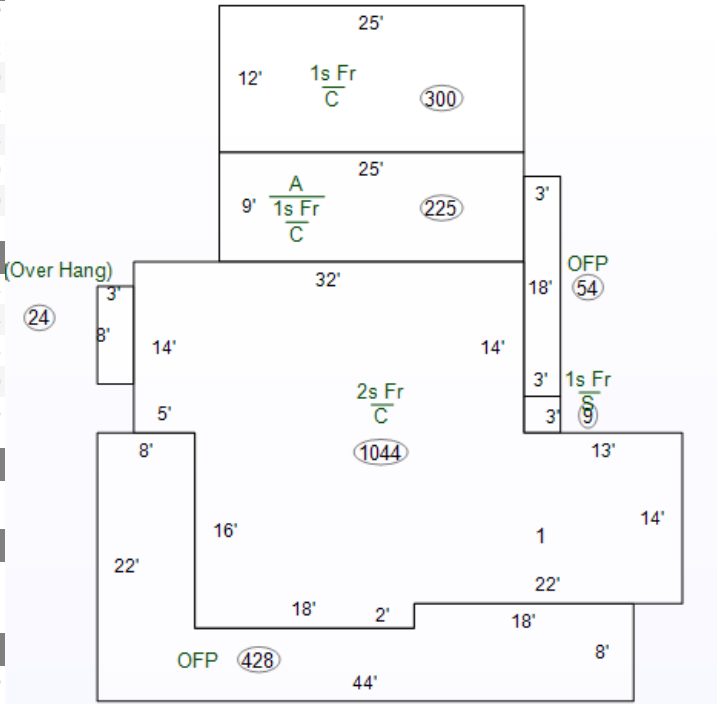 25'
12'
1s Fr
C
300
25'
A
9'
1s Fr
C
225
3'
(Over Hang)
32'
OFP
3'
18'
54
24
8'
14'
14'
3'
1s Fr
S
2s Fr
C
5'
3'
9
8'
1044
13'
16'
1
14'
22'
22'
18'
2'
18'
OFP
428
8'
44'